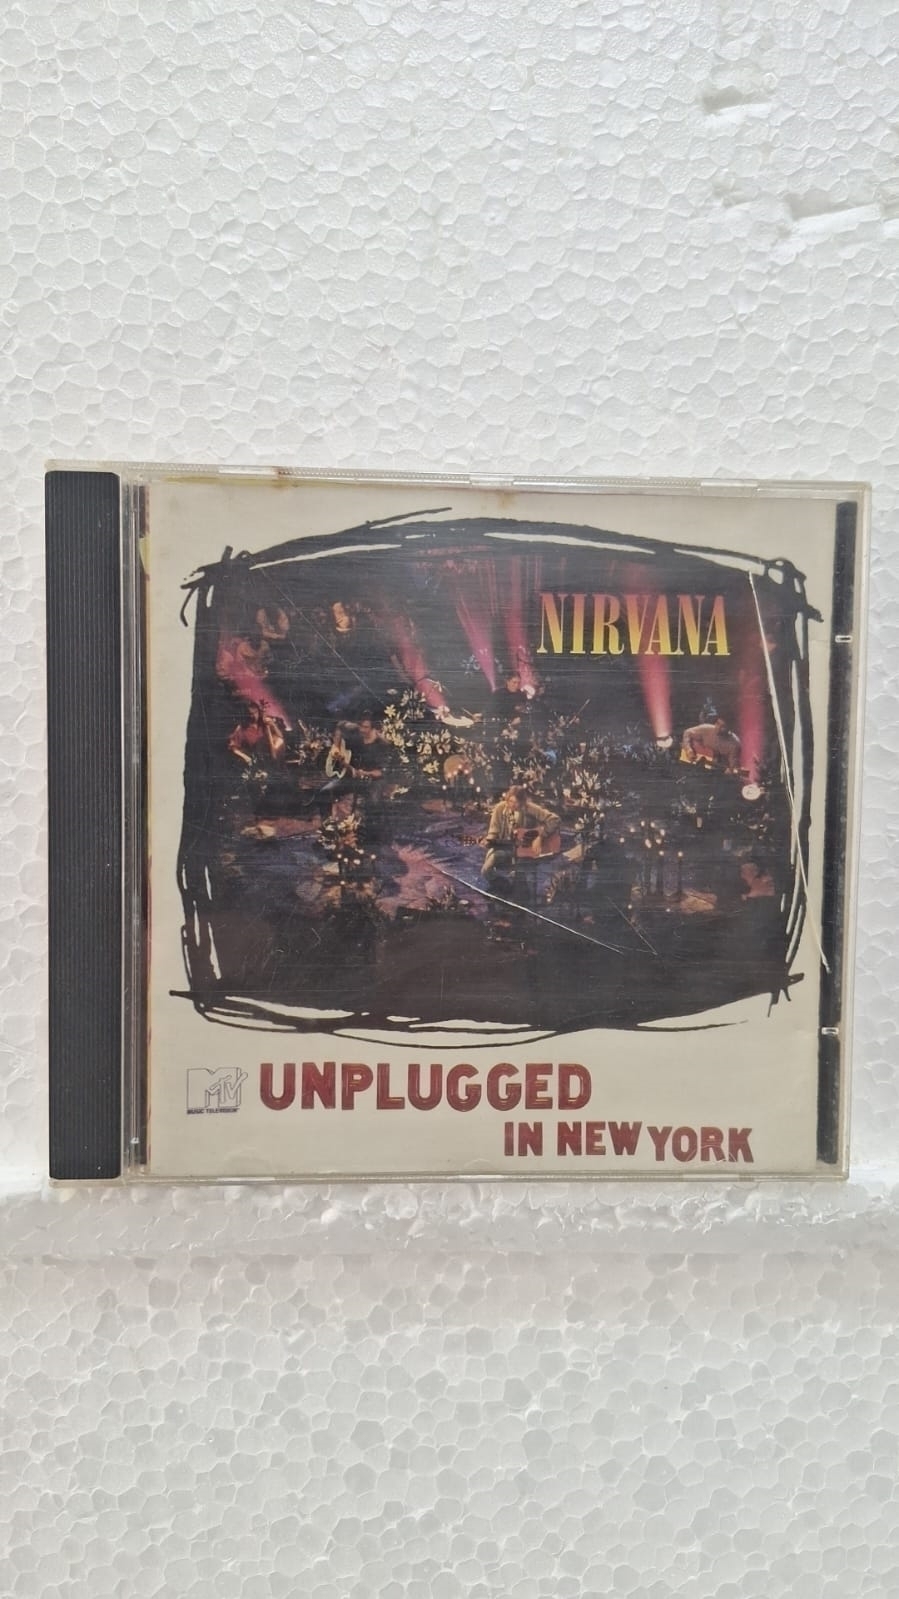 NIRVANA
MTV
MUSIC TELEVISION
UNPLUGGED
IN NEW YORK